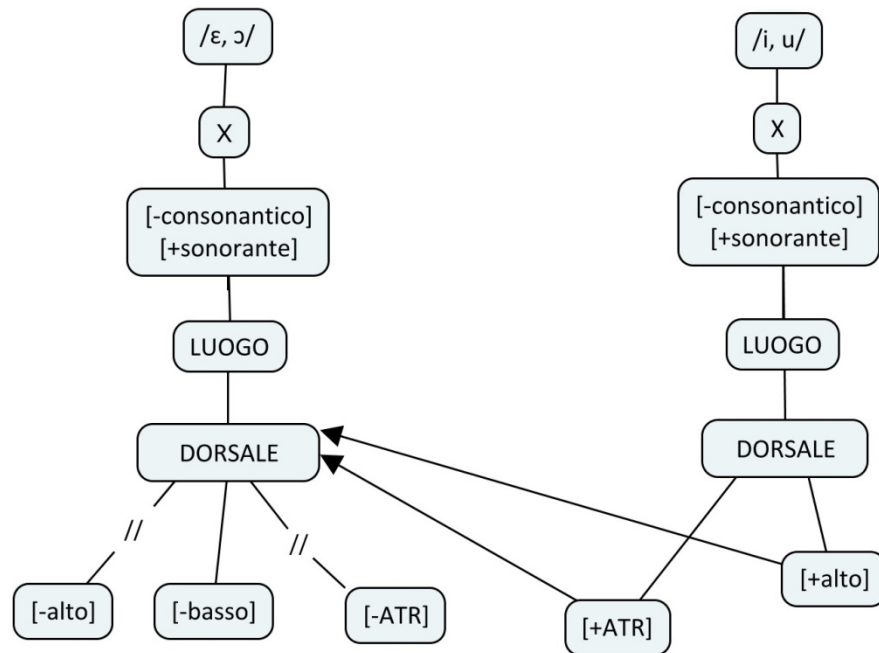 /ε, ɔ/
X
[-consonantico]
[+sonorante]
LUOGO
DORSALE
//
//
[-alto]
[-basso]
[-ATR]
/i, u/
X
[-consonantico]
[+sonorante]
LUOGO
DORSALE
[+ATR]
[+alto]